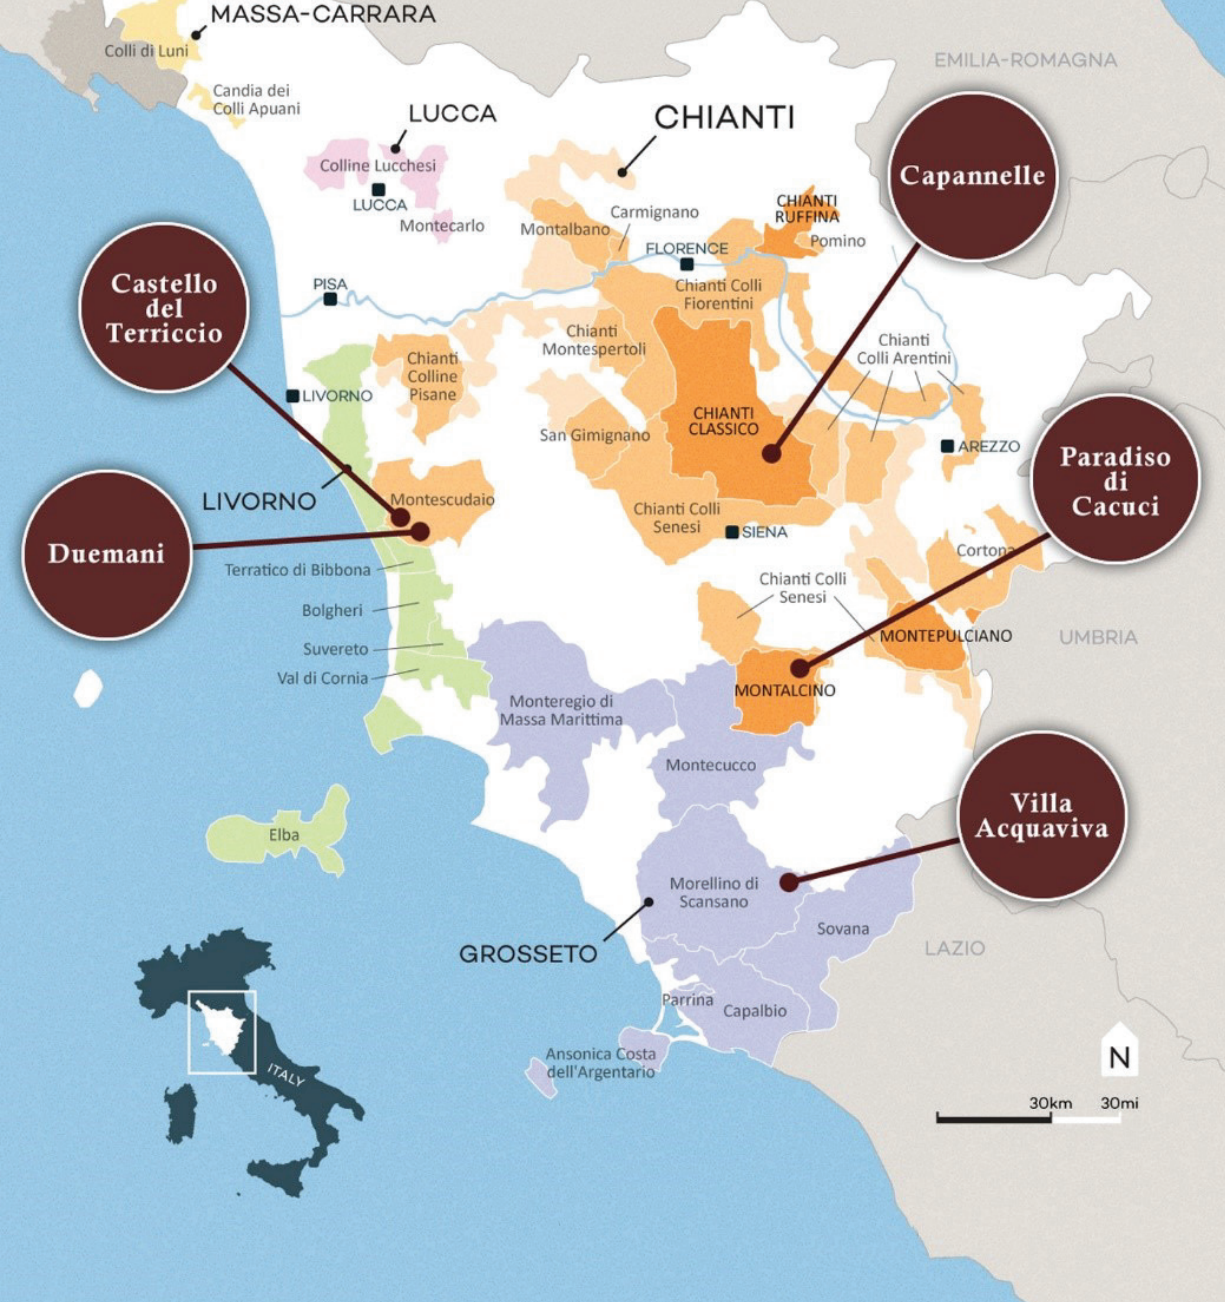 MASSA-CARRARA
Colli di Luni
EMILIA-ROMAGNA
Candia dei
Colli Apuani
LUCCA
CHIANTI
Colline Lucchesi
Capannelle
LUCCA
CHIANTI
RUFFINA
Carmignano
Montecarlo
Montalbano
Pomino
FLORENCE
Castello
del
Terriccio
PISA
Chianti Colli
Fiorentini
Chianti
Montespertoli
Chianti
Colli Arentini
Chianti
Colline
Pisane
LIVORNO
CHIANTI
CLASSICO
San Gimignano
AREZZO
Paradiso
di
Cacuci
LIVORNO
Montescudaio
Chianti Colli
Senesi
SIENA
Duemani
Cortona
Terratico di Bibbona
Chianti Colli
Senesi
Bolgheri
MONTEPULCIANO
UMBRIA
Suvereto
Val di Cornia
MONTALCINO
Monteregio di
Massa Marittima
Montecucco
Villa
Acquaviva
Elba
Morellino di
Scansano
Sovana
GROSSETO
LAZIO
Parrina
Capalbio
Ansonica Costa
dell'Argentario
N
ITALY
30km 30mi